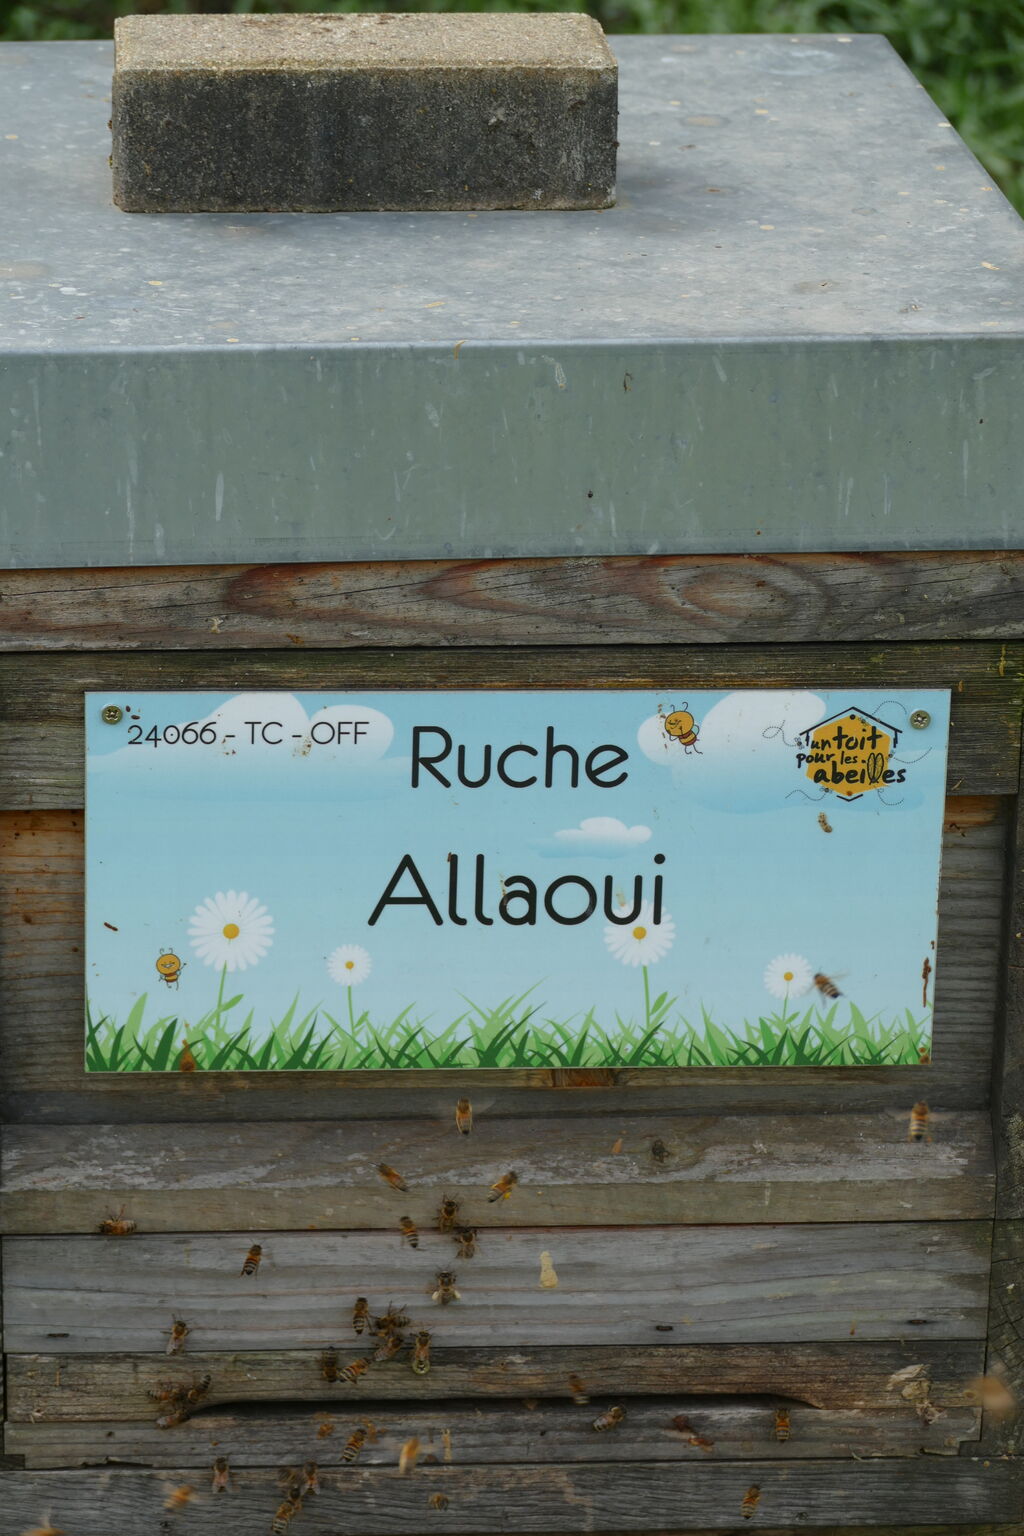 24066 - TC - OFF
Ruche
un toit
pour les
abeilles
Allaoui